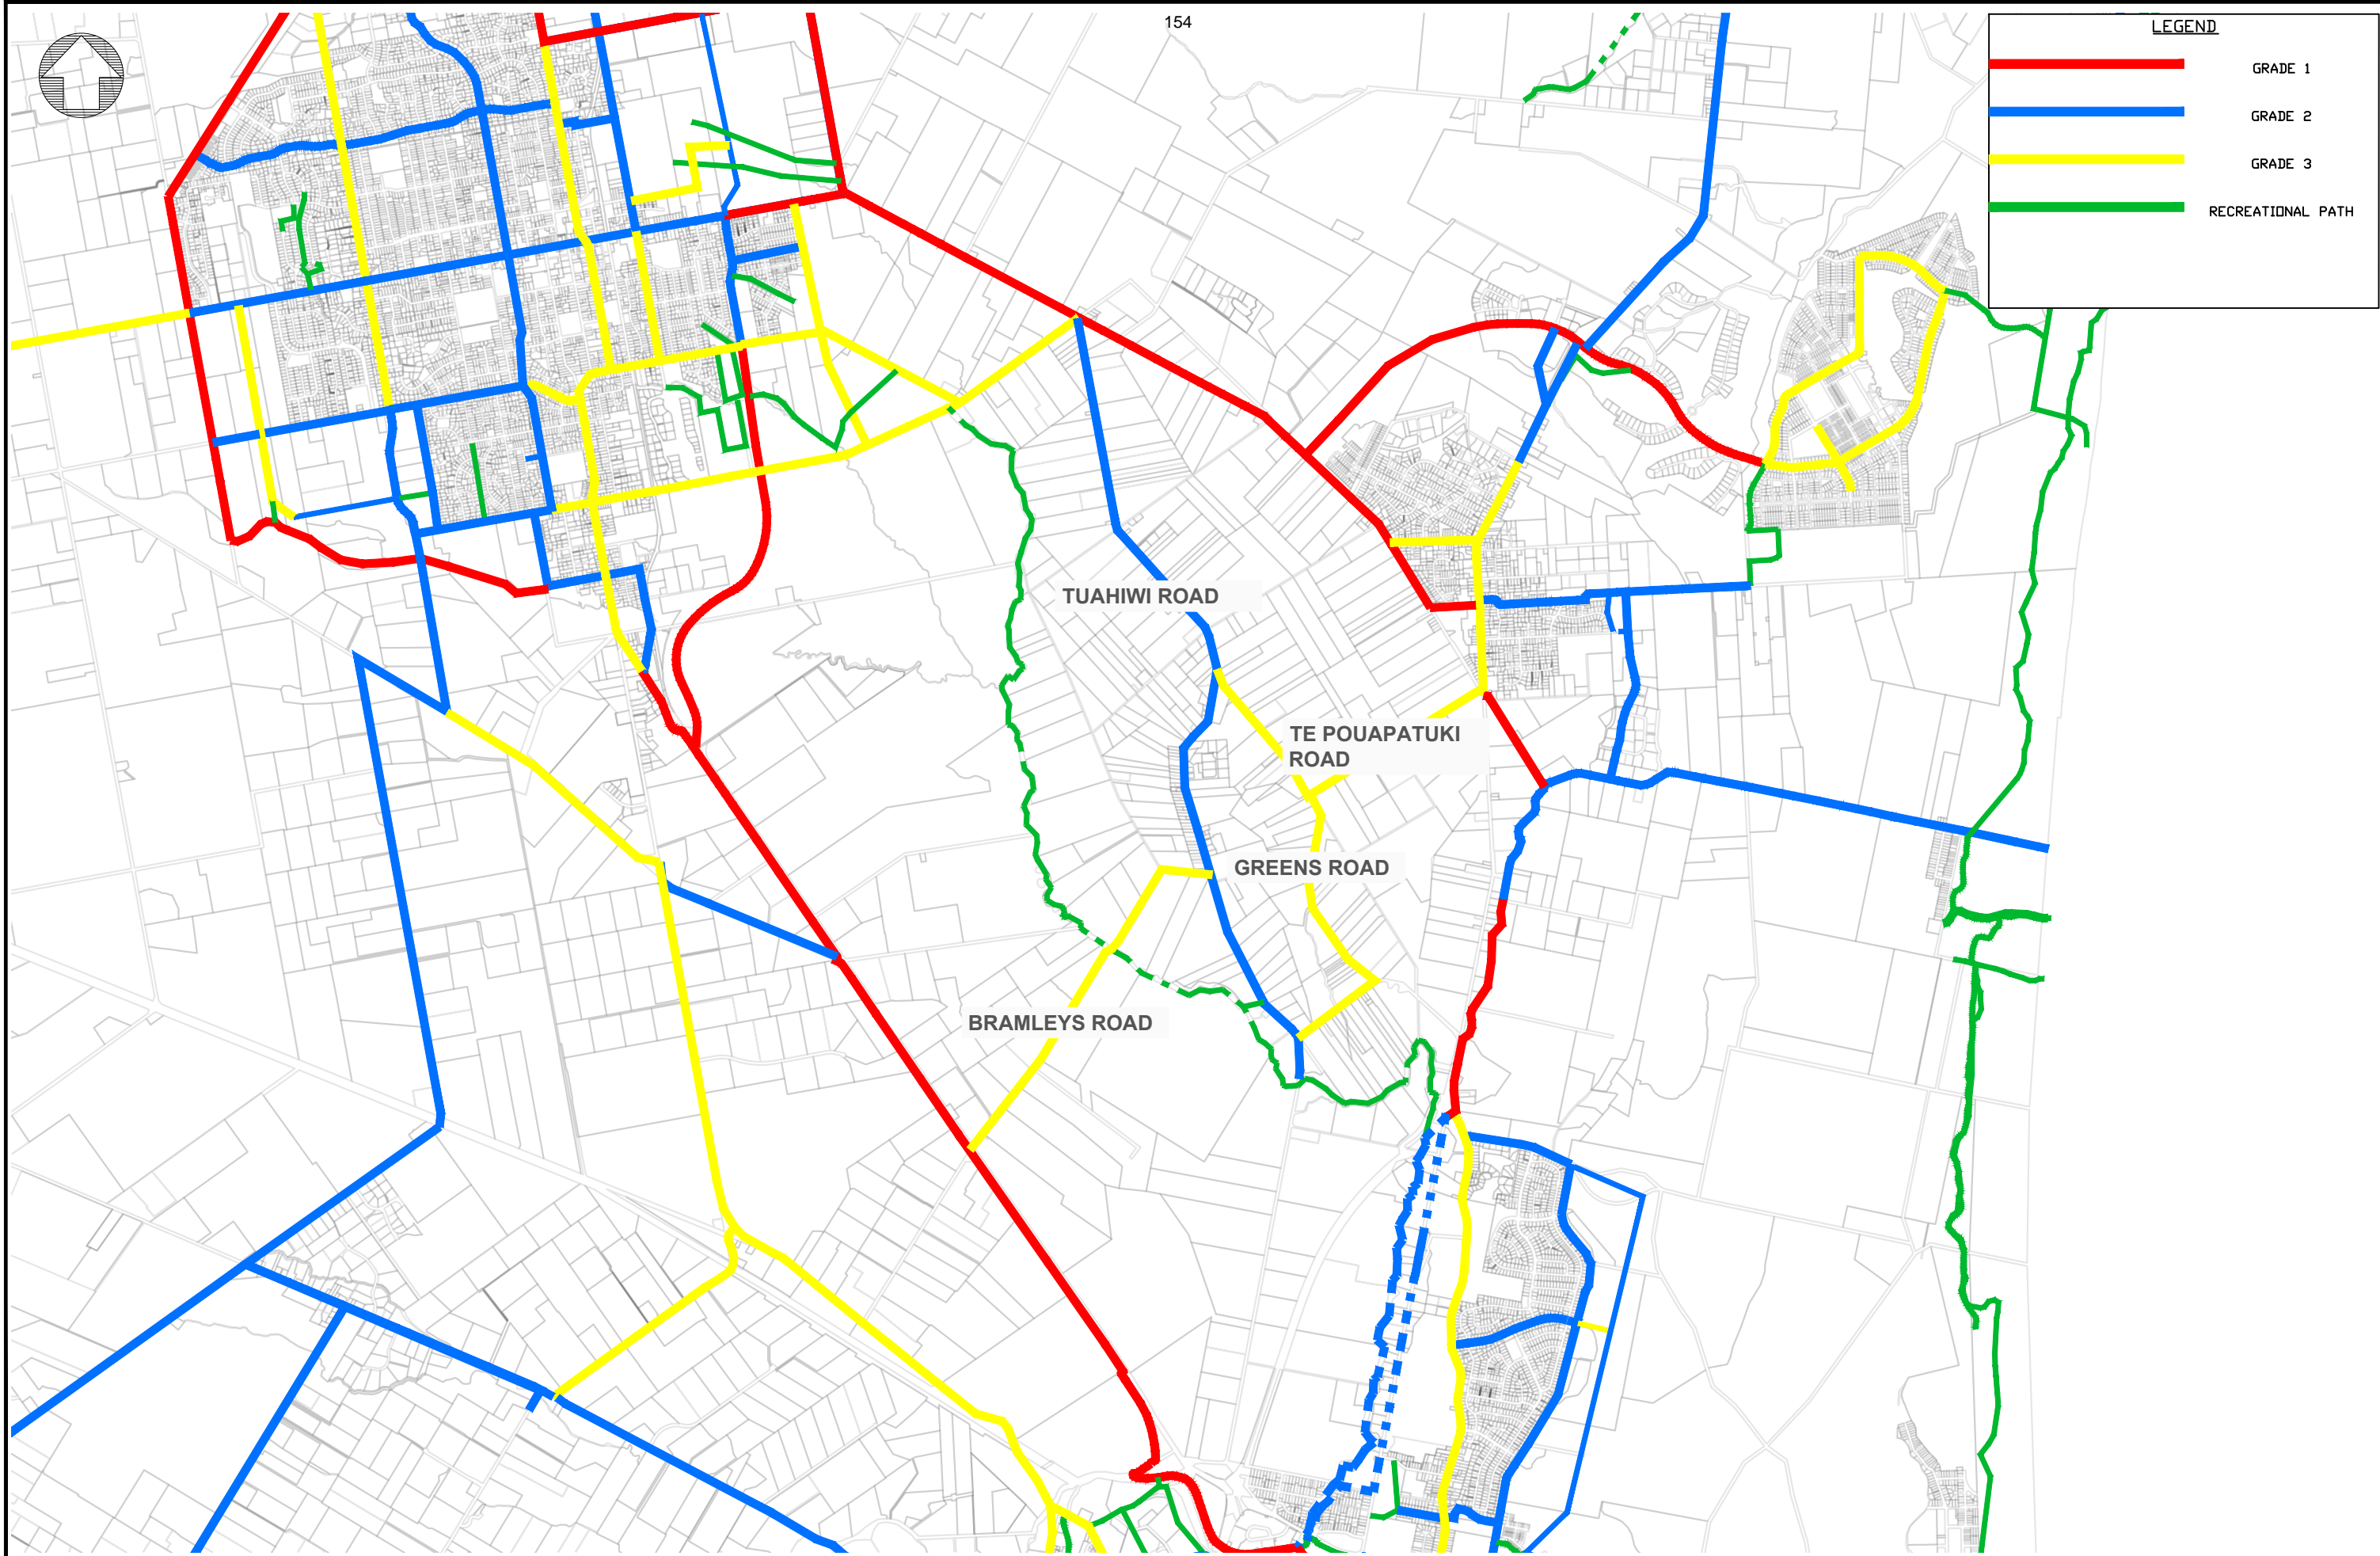 154
LEGEND
GRADE 1
GRADE 2
GRADE 3
RECREATIONAL PATH
TUAHIWI ROAD
TE POUAPATUKI
ROAD
GREENS ROAD
BRAMLEYS ROAD